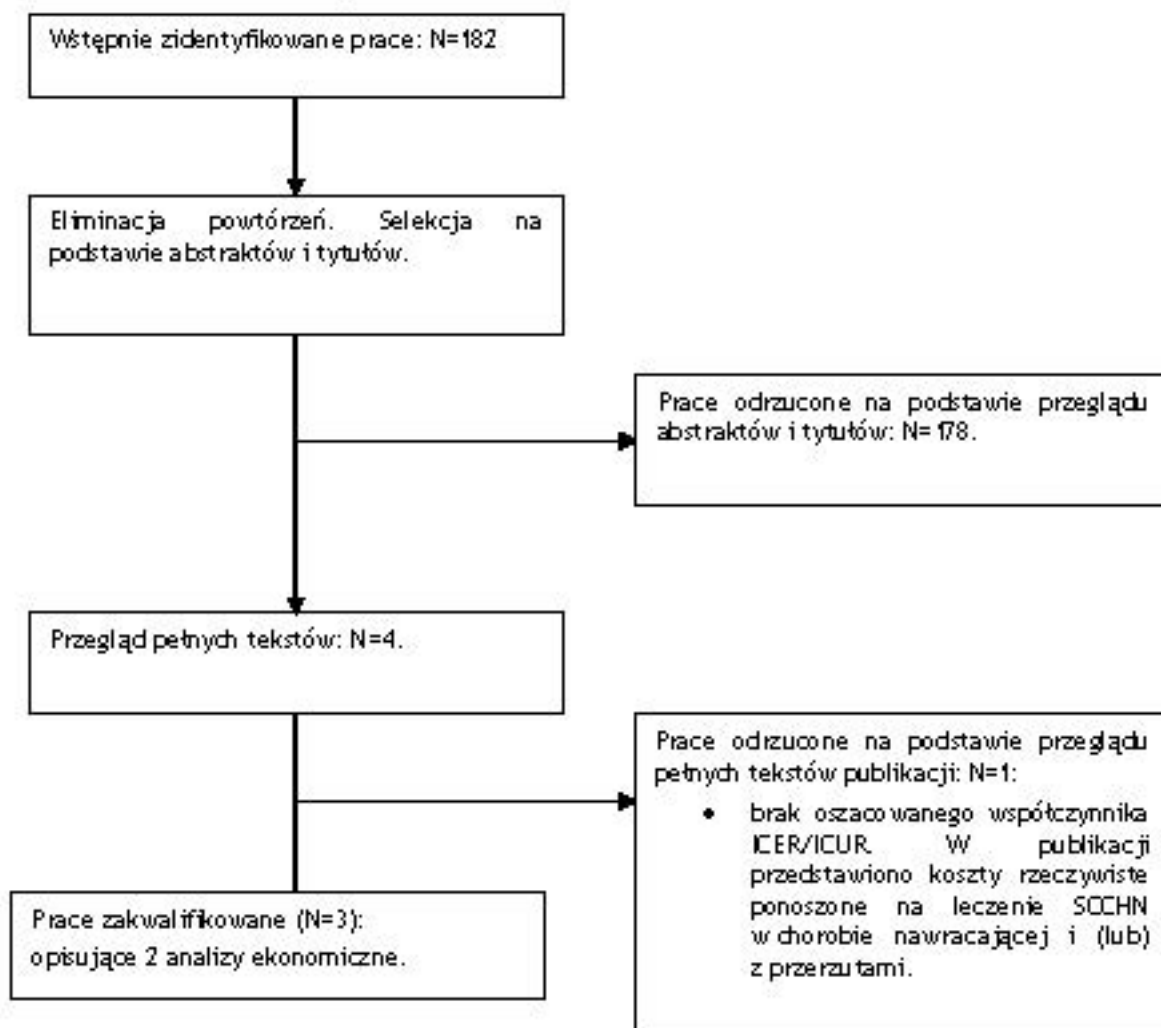 Wstępnie zidentyfikowane prace: N=182
Eliminacja powtórzeń. Selekcja na
podstawie abstraktów i tytułów.
Prace odrzucone na podstawie przeglądu
abstraktów i tytułów: N=178.
Przegląd pełnych tekstów: N=4.
Prace odrzucone na podstawie przeglądu
pełnych tekstów publikacji: N=1:
• brak oszacowanego współczynnika
ICER/ICUR. W publikacji
przedstawiono koszty rzeczywiste
ponoszone na leczenie SCCHN
w chorobie nawracającej i (lub)
z przerzutami.
Prace zakwalifikowane (N=3):
opisujące 2 analizy ekonomiczne.